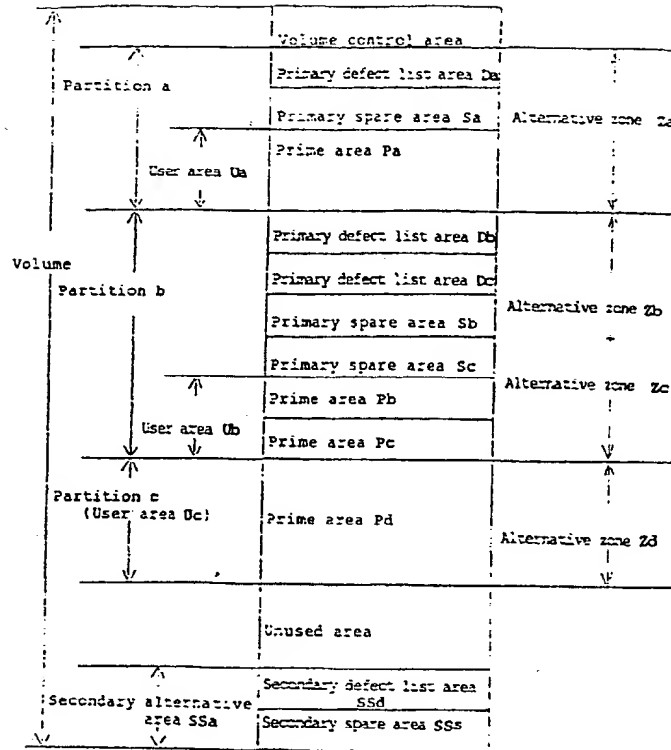 Volume control area
Primary defect list area Da
Partition a
Primary spare area Sa
Alternative zone Za
Prime area Pa
User area Ua
Primary defect list area Db
Volume
Primary defect list area Dc
Partition b
Alternative zone Zb
Primary spare area Sb
Primary spare area Sc
Alternative zone Zc
Prime area Pb
User area Ub
Prime area Pc
Partition c
(User area Uc)
Prime area Pd
Alternative zone Zd
Unused area
Secondary defect list area
SSd
Secondary alternative
area SSa
Secondary spare area SSs